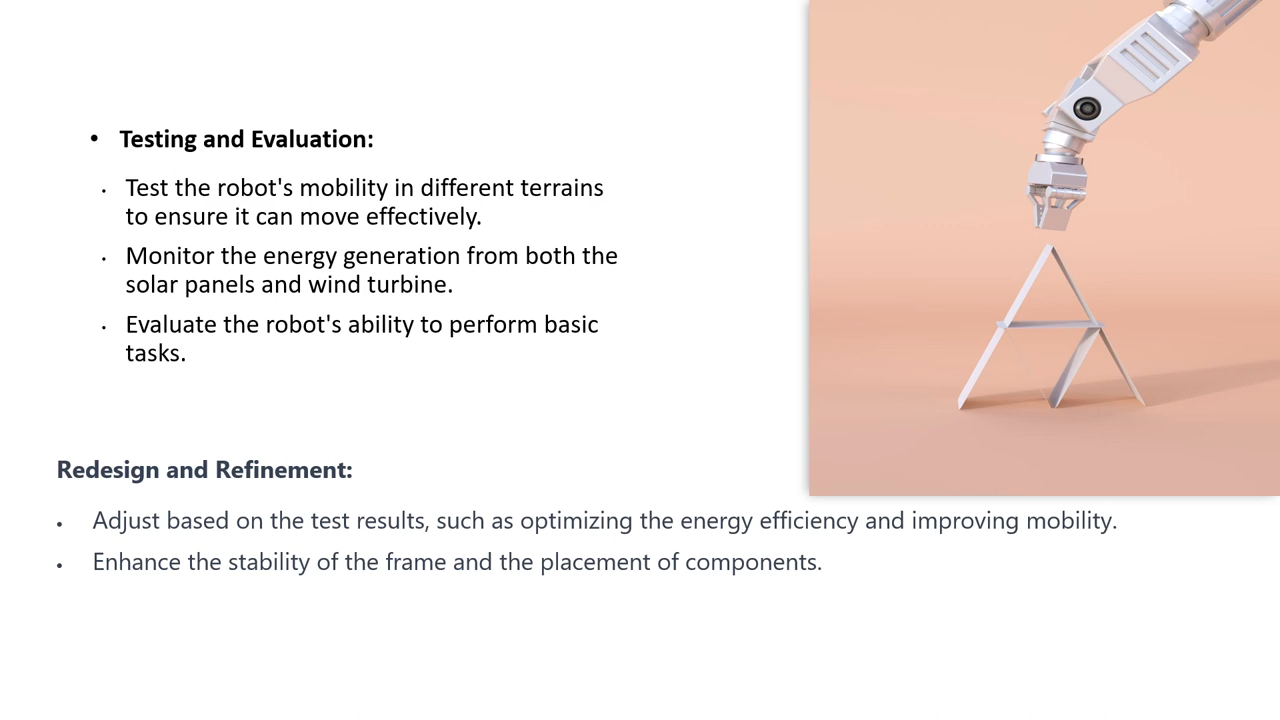 • Testing and Evaluation:
• Test the robot's mobility in different terrains
to ensure it can move effectively.
• Monitor the energy generation from both the
solar panels and wind turbine.
• Evaluate the robot's ability to perform basic
tasks.
Redesign and Refinement:
• Adjust based on the test results, such as optimizing the energy efficiency and improving mobility.
• Enhance the stability of the frame and the placement of components.